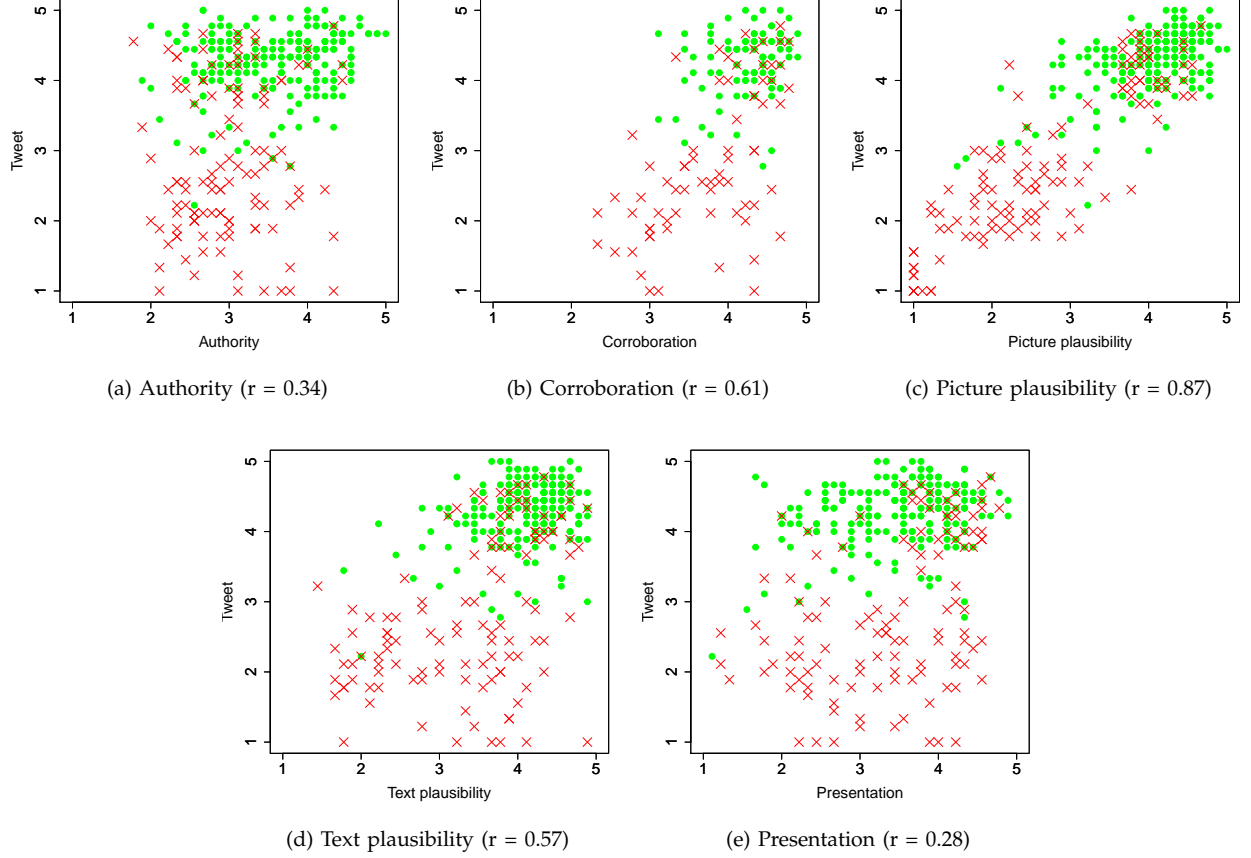 5
4
3
2
1
Tweet
1 2 3 4 5
Authority
(a) Authority (r = 0.34)
5
4
3
2
1
Tweet
1 2 3 4 5
Corroboration
(b) Corroboration (r = 0.61)
5
4
3
2
1
Tweet
1 2 3 4 5
Picture plausibility
(c) Picture plausibility (r = 0.87)
5
4
3
2
1
Tweet
1 2 3 4 5
Text plausibility
(d) Text plausibility (r = 0.57)
5
4
3
2
1
Tweet
1 2 3 4 5
Presentation
(e) Presentation (r = 0.28)